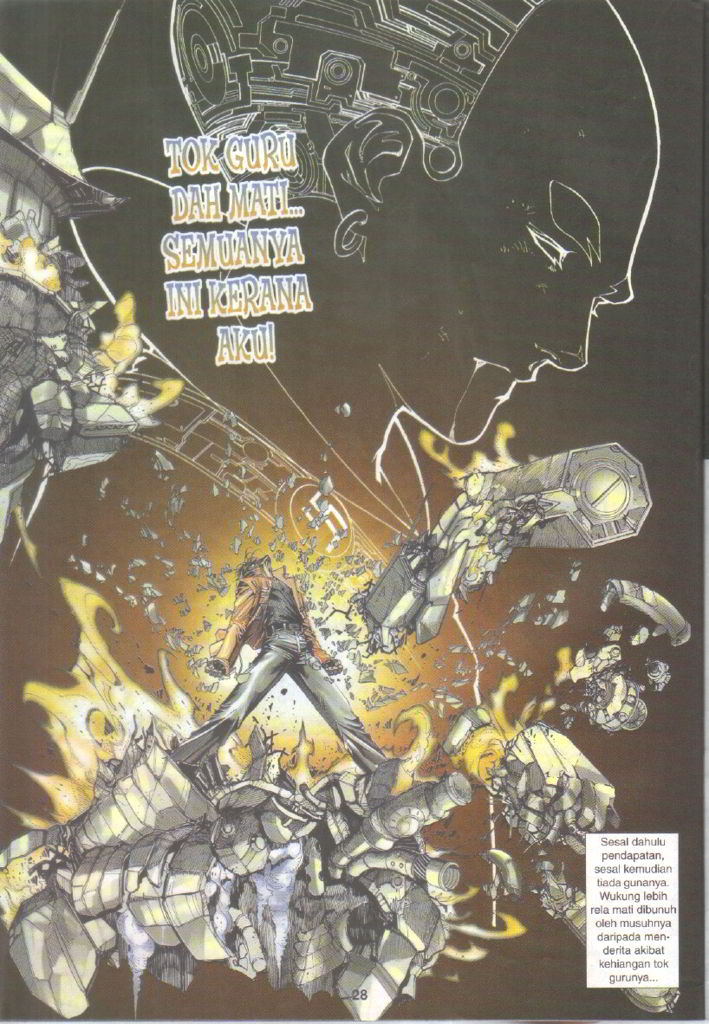 TOK GURU
DAH MATI...
SEMUANYA
INI KERANA
AKU!
Sesal dahulu
pendapatan,
sesal kemudian
tiada gunanya.
Wukung lebih
rela mati dibunuh
oleh musuhnya
daripada men-
derita akibat
kehiangan tok
gurunya...
28